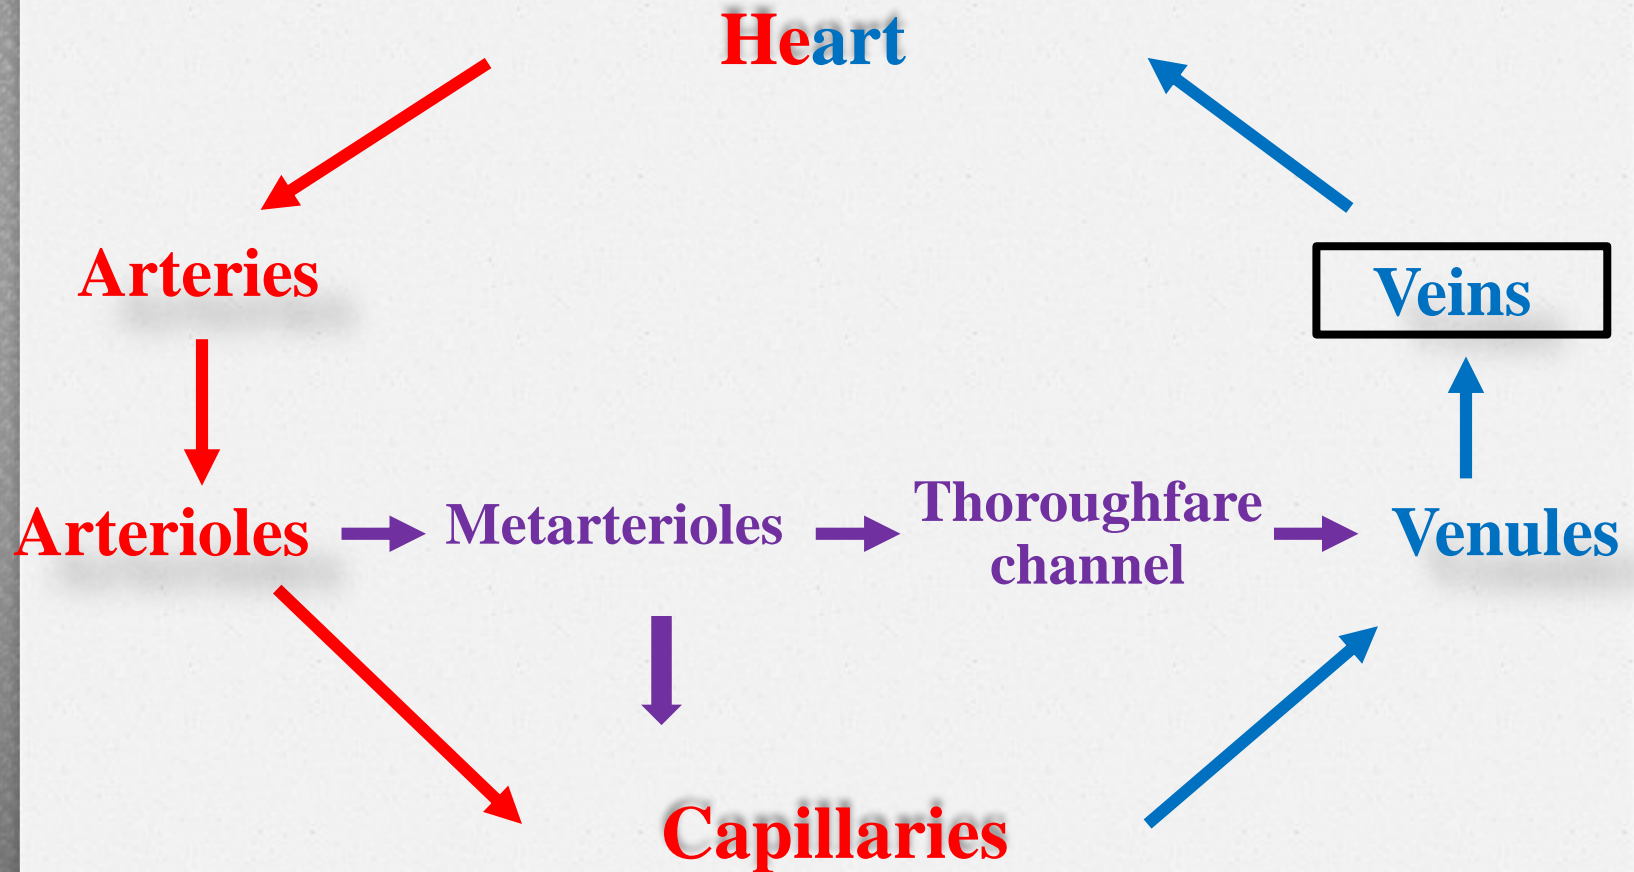 Heart
Arteries
Veins
Arterioles
Metarterioles
Thoroughfare
channel
Venules
Capillaries